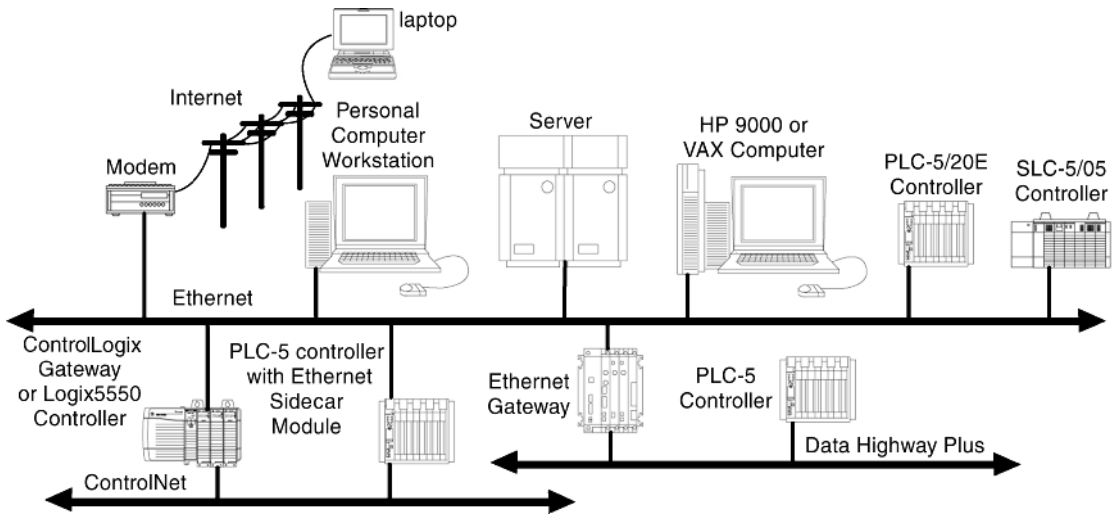 laptop
Internet
Personal
Computer
Workstation
Server
HP 9000 or
VAX Computer
PLC-5/20E
Controller
SLC-5/05
Controller
Modem
Ethernet
ControlLogix
Gateway
or Logix5550
Controller
PLC-5 controller
with Ethernet
Sidecar
Module
Ethernet
Gateway
PLC-5
Controller
Data Highway Plus
ControlNet